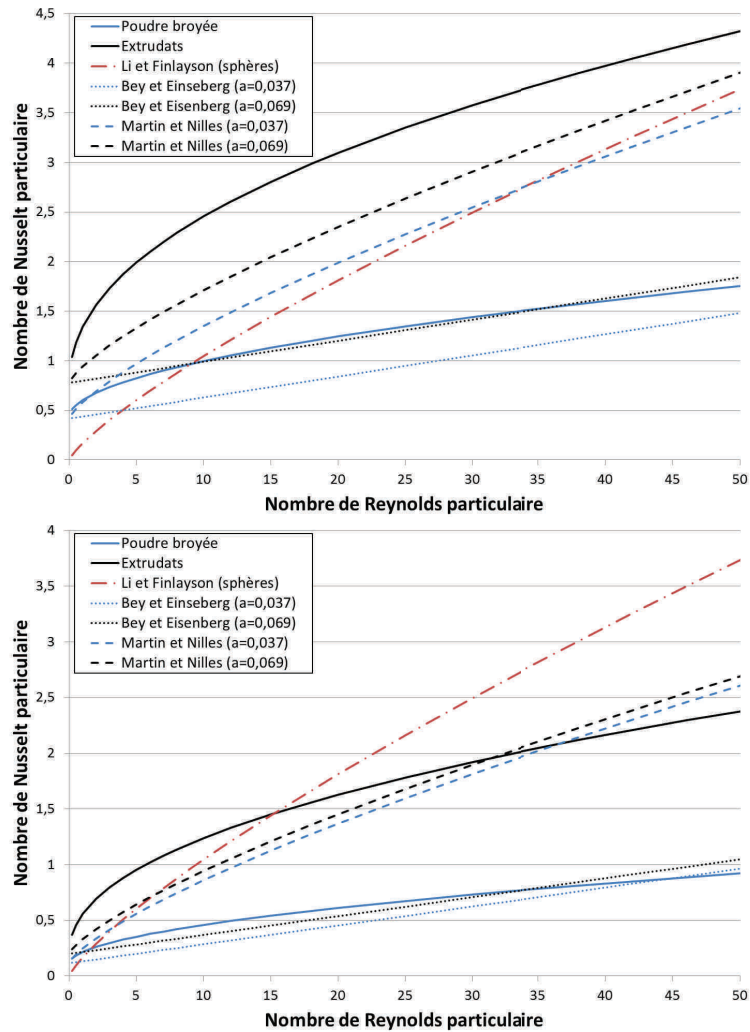 4,5
4
3,5
3
2,5
2
1,5
1
0,5
0
Nombre de Nusselt particulaire
Poudre broyée
Extrudats
Li et Finlayson (sphères)
Bey et Einseberg (a=0,037)
Bey et Eisenberg (a=0,069)
Martin et Nilles (a=0,037)
Martin et Nilles (a=0,069)
0 5 10 15 20 25 30 35 40 45 50
Nombre de Reynolds particulaire
4
3,5
3
2,5
2
1,5
1
0,5
0
Nombre de Nusselt particulaire
Poudre broyée
Extrudats
Li et Finlayson (sphères)
Bey et Einseberg (a=0,037)
Bey et Eisenberg (a=0,069)
Martin et Nilles (a=0,037)
Martin et Nilles (a=0,069)
0 5 10 15 20 25 30 35 40 45 50
Nombre de Reynolds particulaire